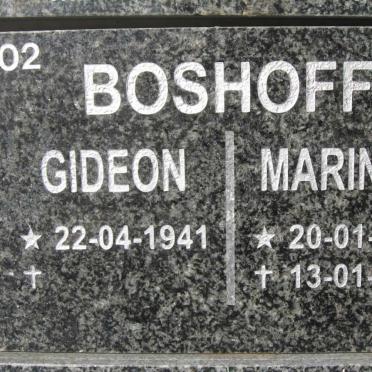 02
BOSHOFF
GIDEON MARIN
★ 22-04-1941 ★ 20-01-
† † 13-01-